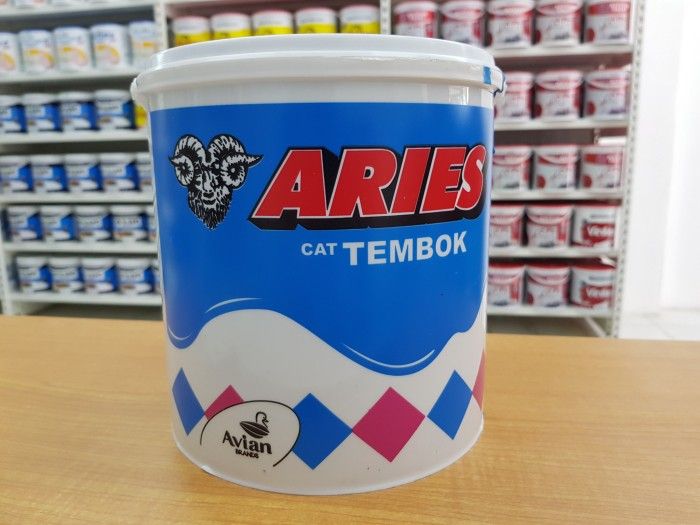 ARIES
CAT TEMBOK
Avian
BRANDS